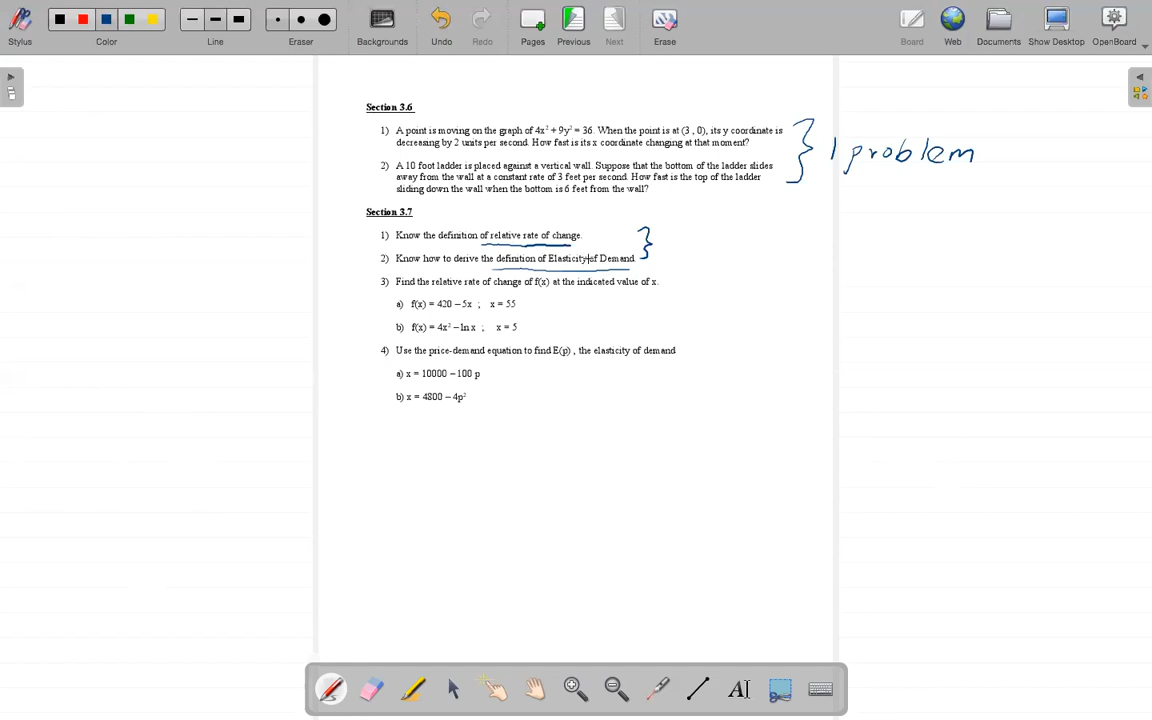 Stylus
Color
Line
Eraser
Backgrounds
Undo
Redo
Pages
Previous
Next
Erase
Board
Web
Documents
Show Desktop
OpenBoard
Section 3.6
1) A point is moving on the graph of 4x² + 9y² = 36. When the point is at (3 , 0), its y coordinate is
decreasing by 2 units per second. How fast is its x coordinate changing at that moment?
2) A 10 foot ladder is placed against a vertical wall. Suppose that the bottom of the ladder slides
away from the wall at a constant rate of 3 feet per second. How fast is the top of the ladder
sliding down the wall when the bottom is 6 feet from the wall?
1 problem
Section 3.7
1) Know the definition of relative rate of change.
2) Know how to derive the definition of Elasticity of Demand.
3) Find the relative rate of change of f(x) at the indicated value of x.
a) f(x) = 420 – 5x ; x = 55
b) f(x) = 4x² – ln x ; x = 5
4) Use the price-demand equation to find E(p) , the elasticity of demand
a) x = 10000 – 100 p
b) x = 4800 – 4p²